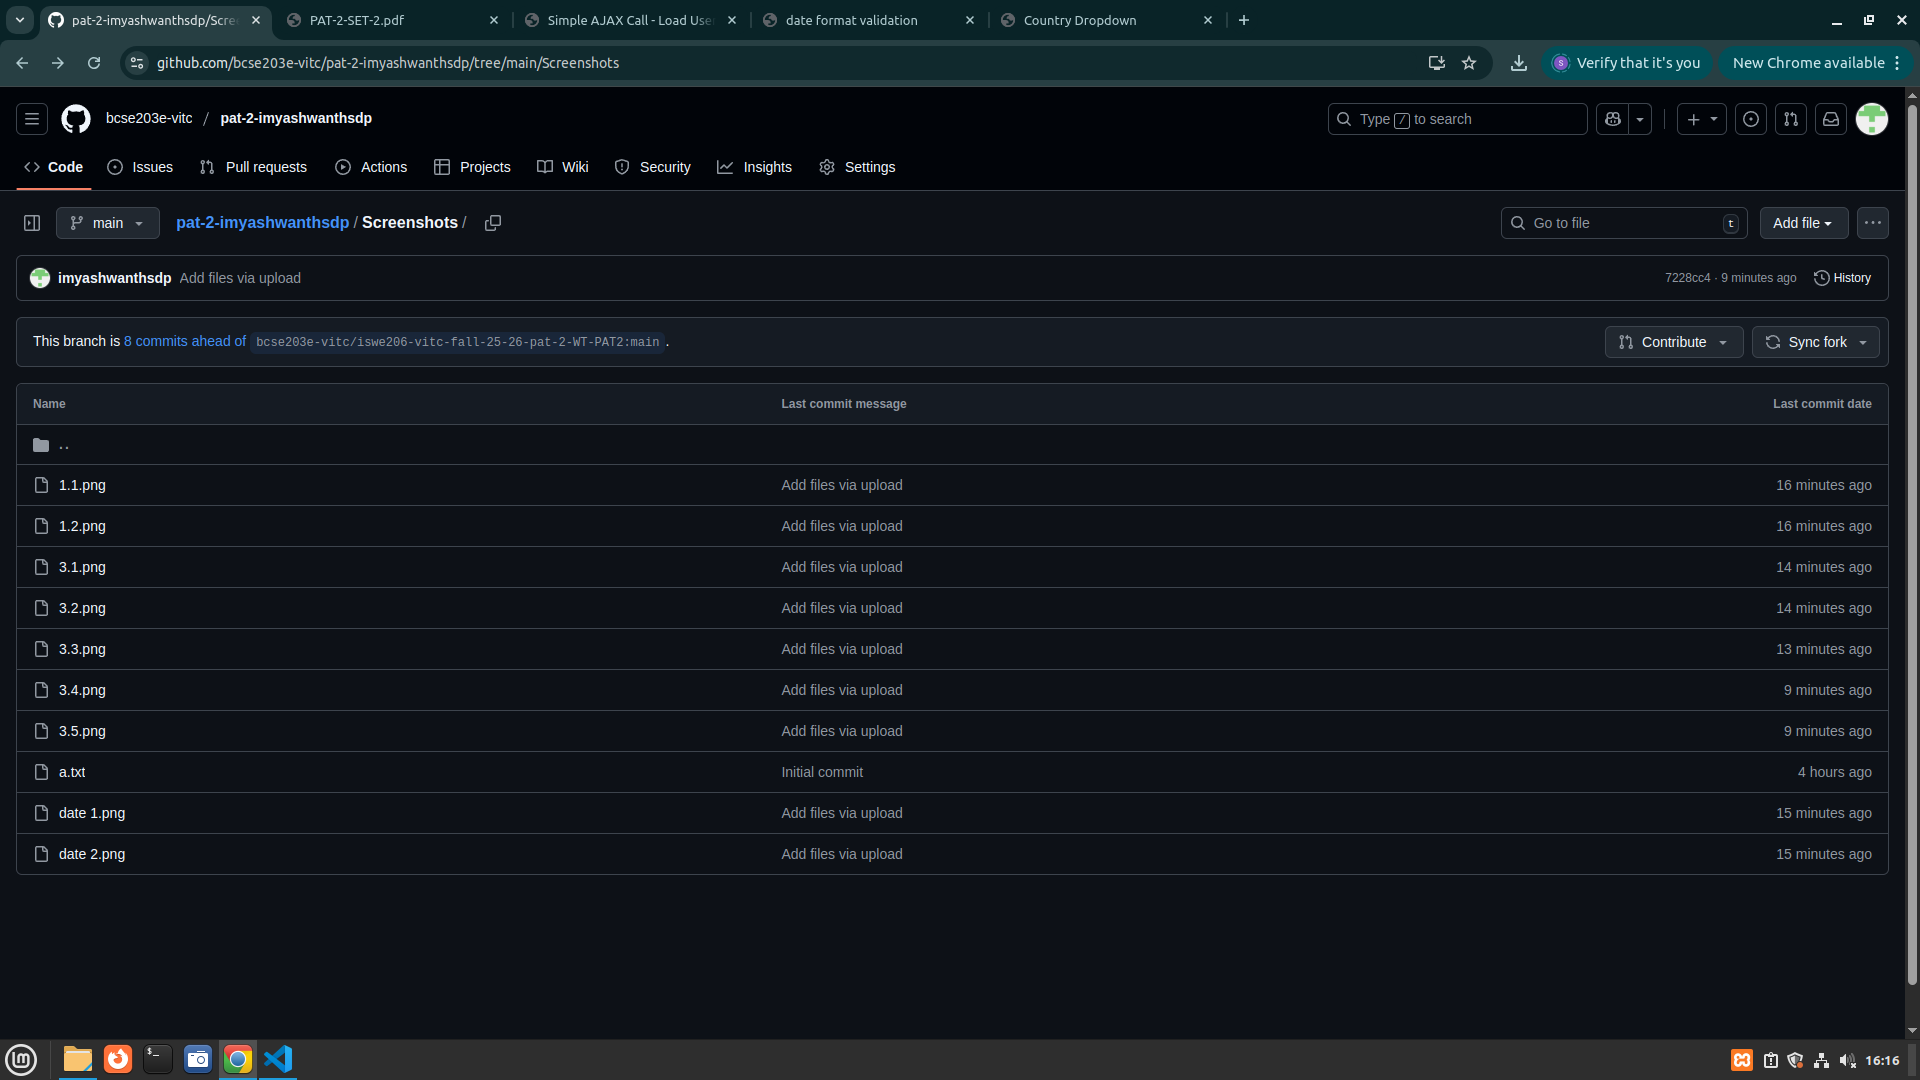 pat-2-imyashwanthsdp/Scre
PAT-2-SET-2.pdf
Simple AJAX Call - Load Use
date format validation
Country Dropdown
github.com/bcse203e-vitc/pat-2-imyashwanthsdp/tree/main/Screenshots
S
Verify that it's you
New Chrome available
bcse203e-vitc / pat-2-imyashwanthsdp
Type / to search
Code
Issues
Pull requests
Actions
Projects
Wiki
Security
Insights
Settings
main
pat-2-imyashwanthsdp / Screenshots /
Go to file
t
Add file
imyashwanthsdp Add files via upload
7228cc4 · 9 minutes ago
History
This branch is 8 commits ahead of bcse203e-vitc/iswe206-vitc-fall-25-26-pat-2-WT-PAT2:main .
Contribute
Sync fork
Name Last commit message Last commit date
..
1.1.png Add files via upload 16 minutes ago
1.2.png Add files via upload 16 minutes ago
3.1.png Add files via upload 14 minutes ago
3.2.png Add files via upload 14 minutes ago
3.3.png Add files via upload 13 minutes ago
3.4.png Add files via upload 9 minutes ago
3.5.png Add files via upload 9 minutes ago
a.txt Initial commit 4 hours ago
date 1.png Add files via upload 15 minutes ago
date 2.png Add files via upload 15 minutes ago
$_
16:16